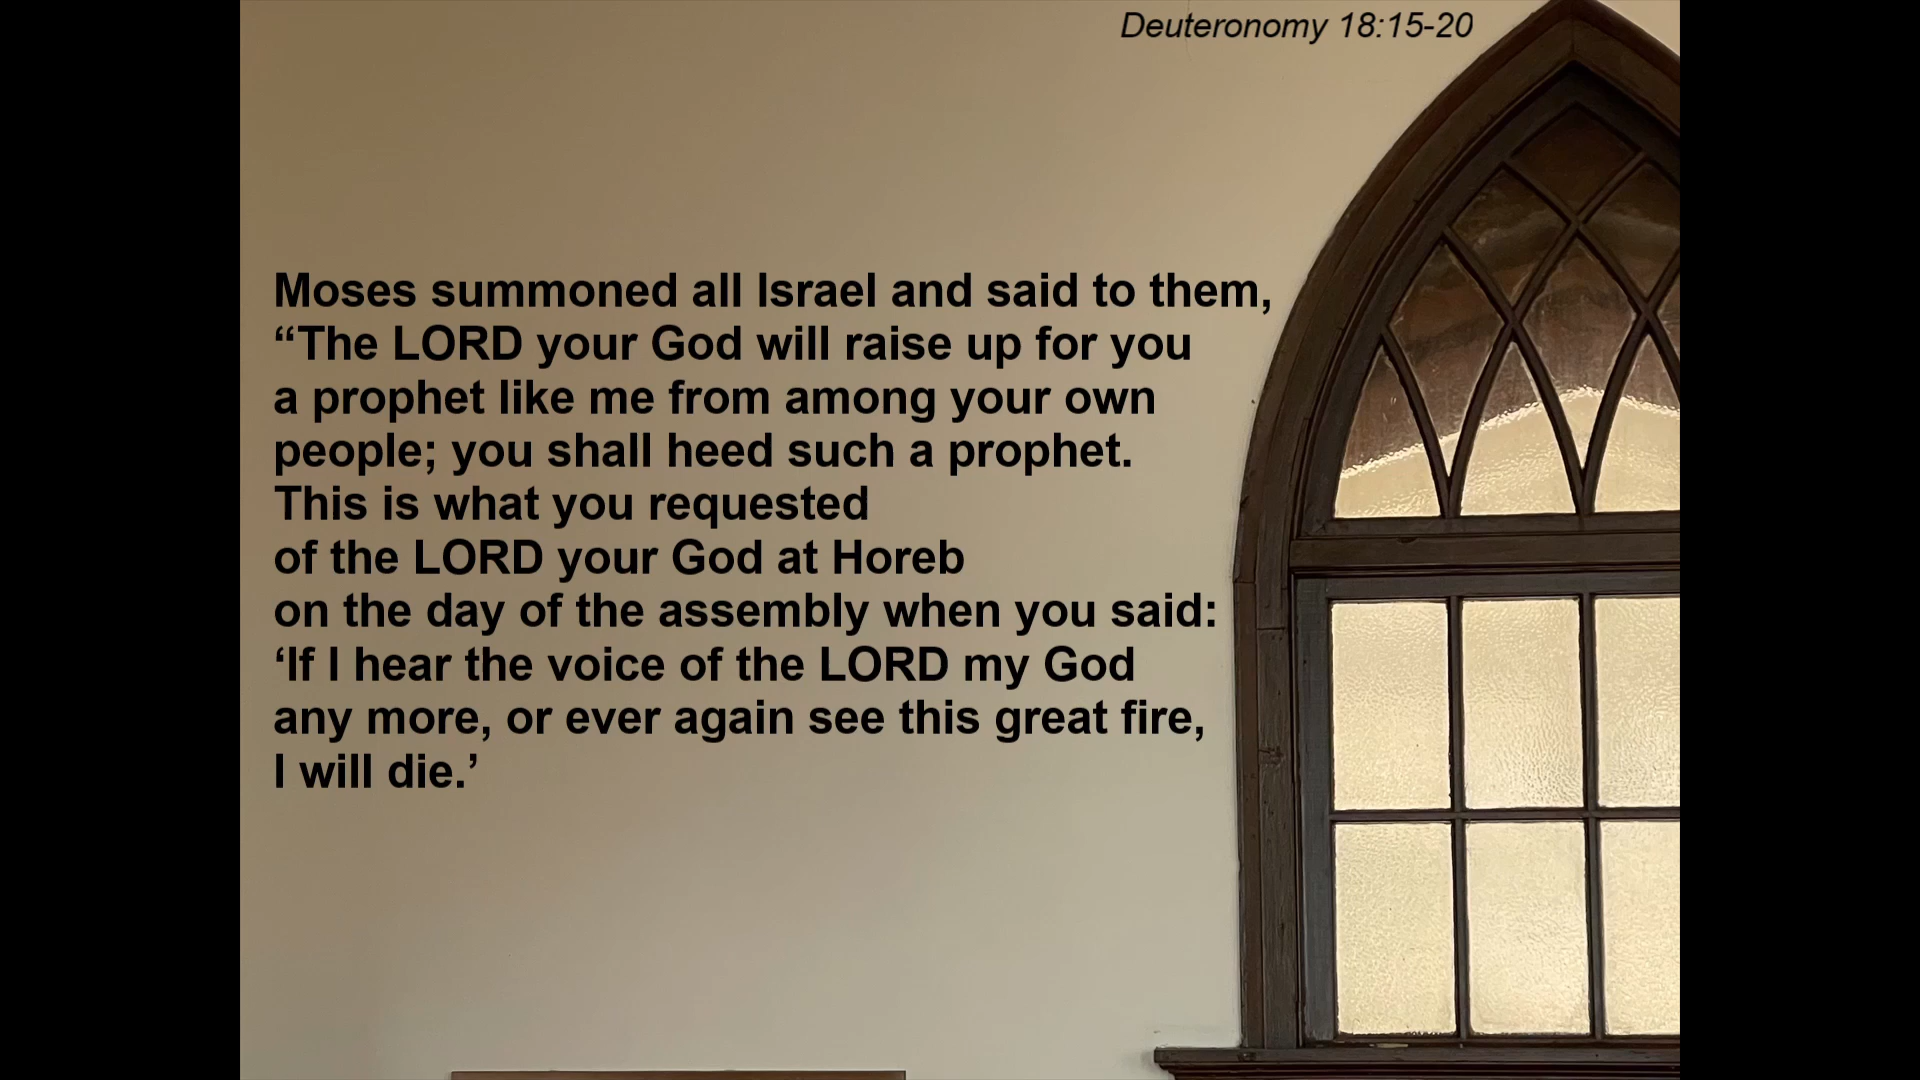 Deuteronomy 18:15-20
Moses summoned all Israel and said to them,
“The LORD your God will raise up for you
a prophet like me from among your own
people; you shall heed such a prophet.
This is what you requested
of the LORD your God at Horeb
on the day of the assembly when you said:
‘If I hear the voice of the LORD my God
any more, or ever again see this great fire,
I will die.’